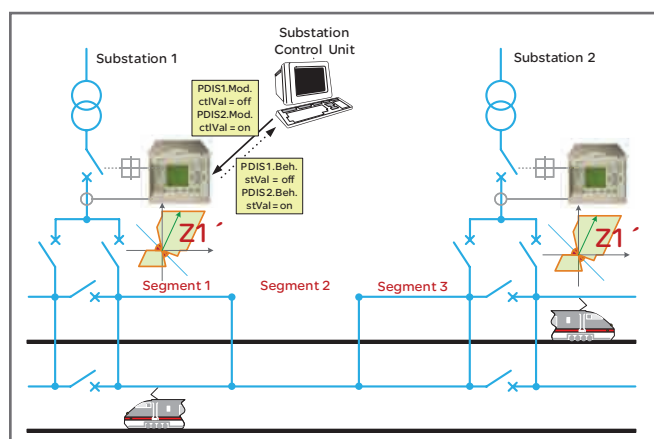 Substation
Control Unit
Substation 1
Substation 2
PDIS1.Mod.
ctlVal = off
PDIS2.Mod.
ctlVal = on
PDIS1.Beh.
stVal = off
PDIS2.Beh.
stVal = on
Z1´
Z1´
Segment 1
Segment 2
Segment 3